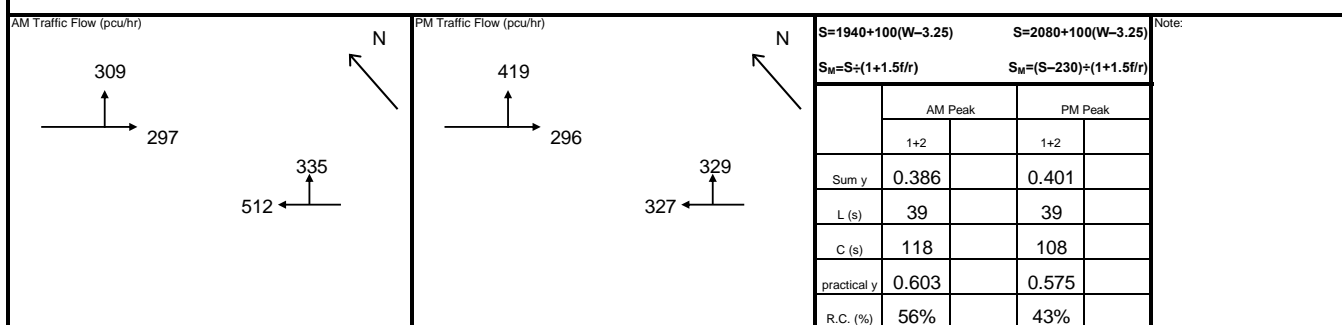 AM Traffic Flow (pcu/hr)
N
309
297
335
512
PM Traffic Flow (pcu/hr)
N
419
296
329
327
S=1940+100(W–3.25) S=2080+100(W–3.25)
SM=S÷(1+1.5f/r) SM=(S–230)÷(1+1.5f/r)
AM Peak PM Peak
1+2 1+2
Sum y 0.386 0.401
L (s) 39 39
C (s) 118 108
practical y 0.603 0.575
R.C. (%) 56% 43%
Note: